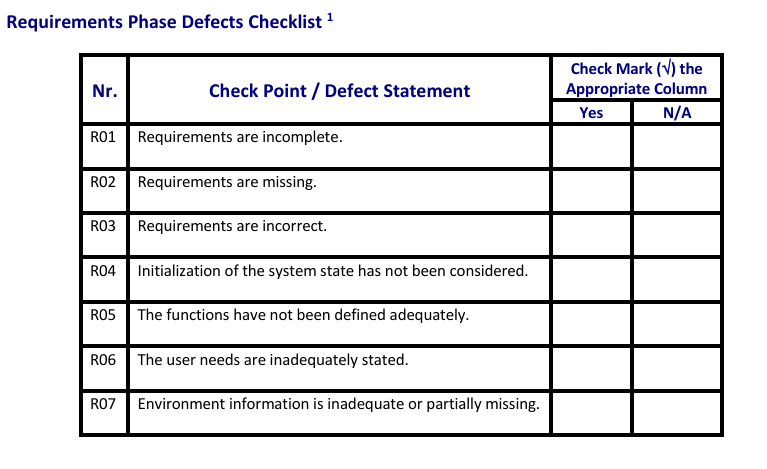 Requirements Phase Defects Checklist 1
Nr.
Check Point / Defect Statement
Check Mark (√) the
Appropriate Column
Yes
N/A
R01 Requirements are incomplete.
R02 Requirements are missing.
R03 Requirements are incorrect.
R04 Initialization of the system state has not been considered.
R05 The functions have not been defined adequately.
R06 The user needs are inadequately stated.
R07 Environment information is inadequate or partially missing.